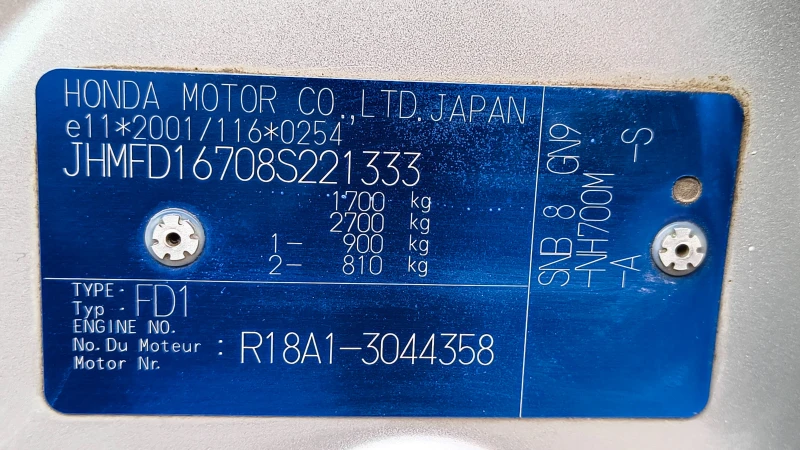 HONDA MOTOR CO.,LTD.JAPAN
e11*2001/116*0254
JHMFD16708S221333
1700 kg
2700 kg
1- 900 kg
2- 810 kg
TYPE·
Typ · FD1
ENGINE NO.
No.Du Moteur : R18A1-3044358
Motor Nr.
SNB 8 GN9
-NH700M -S
-A